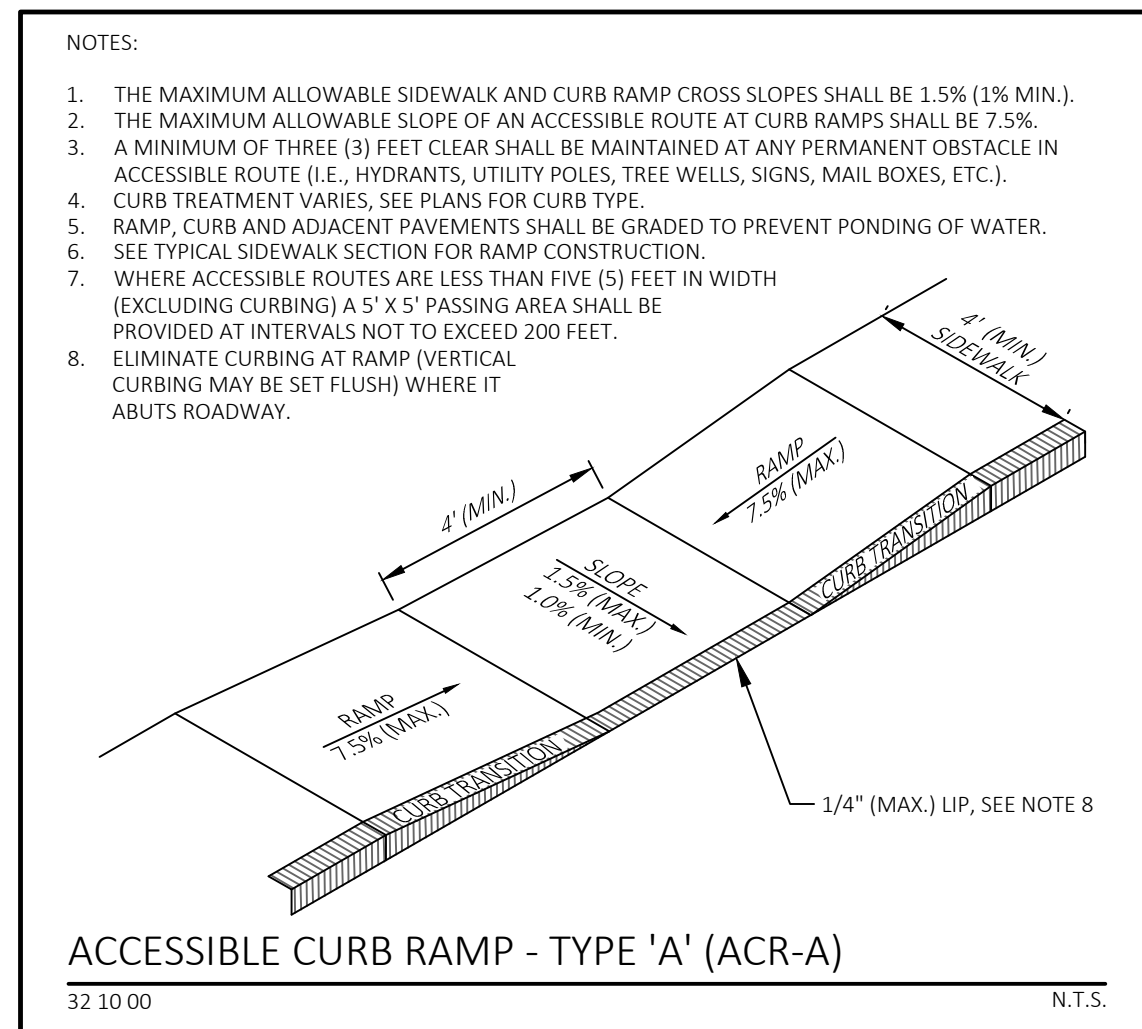 NOTES:
1. THE MAXIMUM ALLOWABLE SIDEWALK AND CURB RAMP CROSS SLOPES SHALL BE 1.5% (1% MIN.).
2. THE MAXIMUM ALLOWABLE SLOPE OF AN ACCESSIBLE ROUTE AT CURB RAMPS SHALL BE 7.5%.
3. A MINIMUM OF THREE (3) FEET CLEAR SHALL BE MAINTAINED AT ANY PERMANENT OBSTACLE IN
ACCESSIBLE ROUTE (I.E., HYDRANTS, UTILITY POLES, TREE WELLS, SIGNS, MAIL BOXES, ETC.).
4. CURB TREATMENT VARIES, SEE PLANS FOR CURB TYPE.
5. RAMP, CURB AND ADJACENT PAVEMENTS SHALL BE GRADED TO PREVENT PONDING OF WATER.
6. SEE TYPICAL SIDEWALK SECTION FOR RAMP CONSTRUCTION.
7. WHERE ACCESSIBLE ROUTES ARE LESS THAN FIVE (5) FEET IN WIDTH
(EXCLUDING CURBING) A 5' X 5' PASSING AREA SHALL BE
PROVIDED AT INTERVALS NOT TO EXCEED 200 FEET.
8. ELIMINATE CURBING AT RAMP (VERTICAL
CURBING MAY BE SET FLUSH) WHERE IT
ABUTS ROADWAY.
4' (MIN.)
SIDEWALK
RAMP
7.5% (MAX.)
CURB TRANSITION
4' (MIN.)
SLOPE
1.5% (MAX.)
1.0% (MIN.)
RAMP
7.5% (MAX.)
CURB TRANSITION
1/4" (MAX.) LIP, SEE NOTE 8
ACCESSIBLE CURB RAMP - TYPE 'A' (ACR-A)
32 10 00
N.T.S.